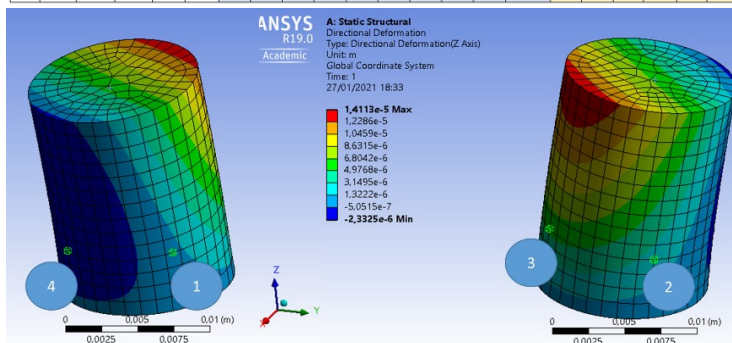 ANSYS
R19.0
Academic
A: Static Structural
Directional Deformation
Type: Directional Deformation(Z Axis)
Unit: m
Global Coordinate System
Time: 1
27/01/2021 18:33
1,4113e-5 Max
1,2286e-5
1,0459e-5
8,6315e-6
6,8042e-6
4,9768e-6
3,1495e-6
1,3222e-6
-5,0515e-7
-2,3325e-6 Min
4
1
3
2
Z
Y
X
0
0,005
0,01 (m)
0,0025
0,0075
0
0,005
0,01 (m)
0,0025
0,0075